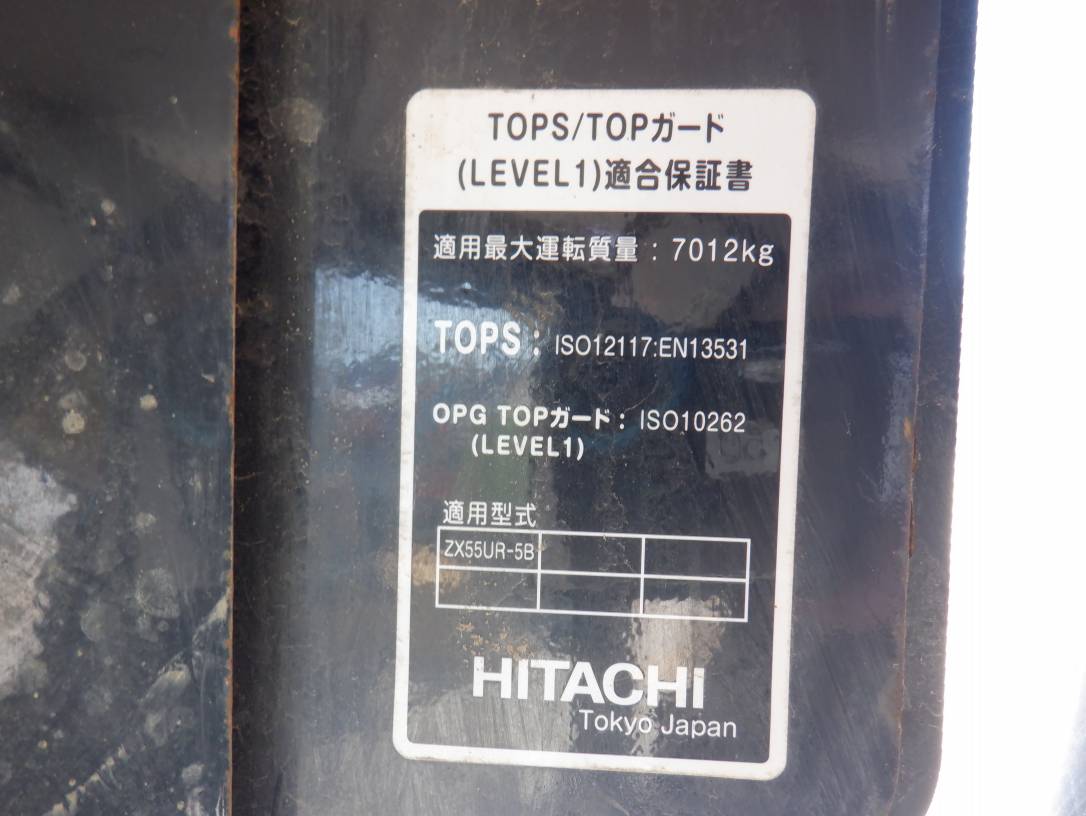 TOPS/TOPガード
(LEVEL1)適合保証書
適用最大運転質量 : 7012kg
TOPS : ISO12117:EN13531
OPG TOPガード : ISO10262
(LEVEL1)
適用型式
ZX55UR-5B
HITACHI
Tokyo Japan